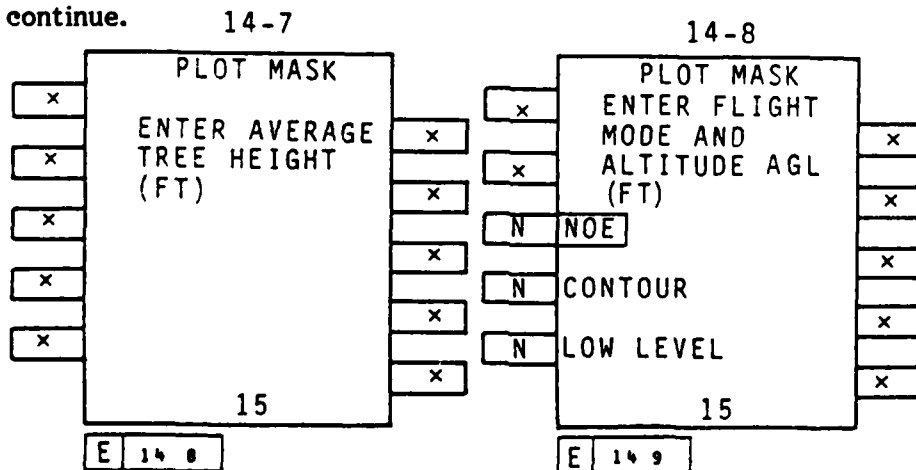 continue.
14-7
PLOT MASK
ENTER AVERAGE
TREE HEIGHT
(FT)
x
x
x
x
x
x
x
x
x
x
15
E 14 8
14-8
PLOT MASK
ENTER FLIGHT
MODE AND
ALTITUDE AGL
(FT)
x
x
N NOE
N CONTOUR
N LOW LEVEL
x
x
x
x
x
15
E 14 9